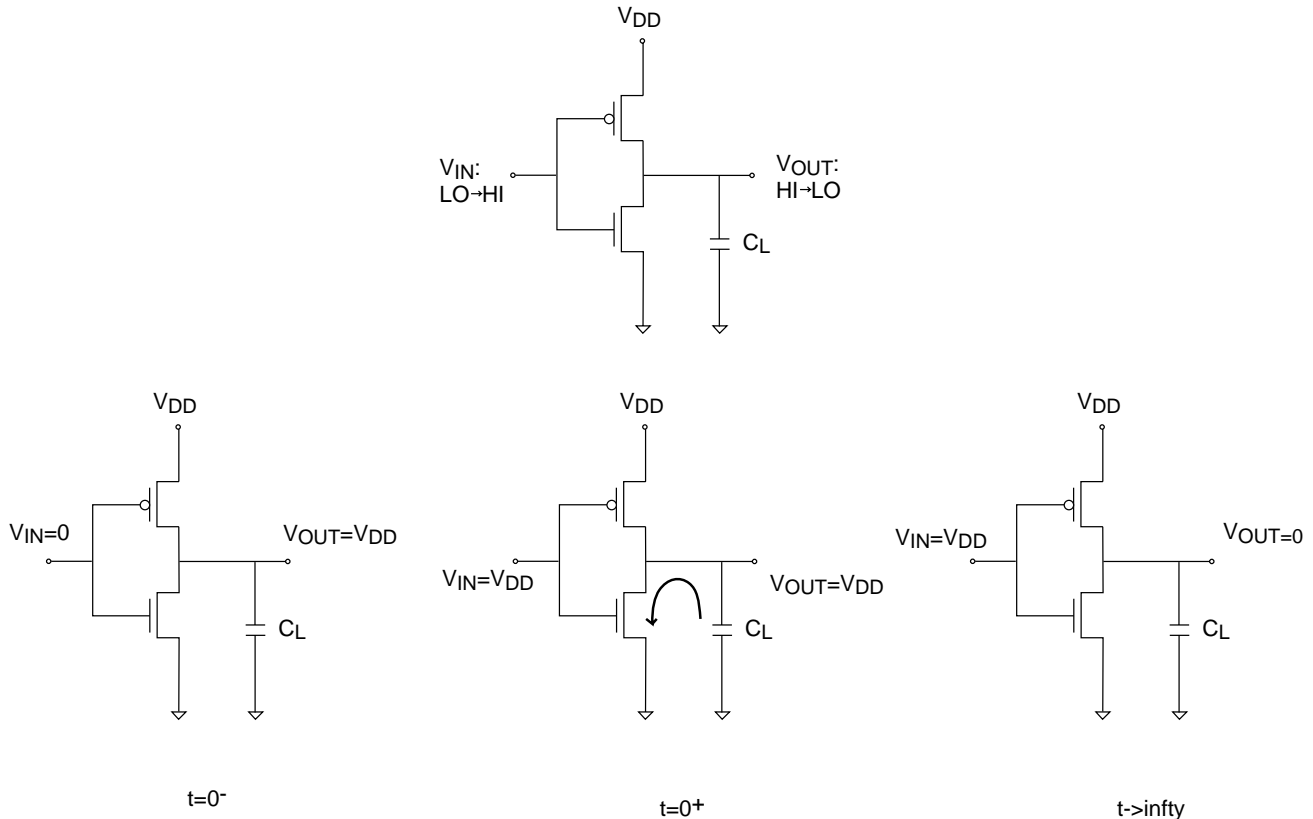 VDD
VIN:
LO→HI
VOUT:
HI→LO
CL
VDD
VIN=0
VOUT=VDD
CL
t=0-
VDD
VIN=VDD
VOUT=VDD
CL
t=0+
VDD
VIN=VDD
VOUT=0
CL
t->infty